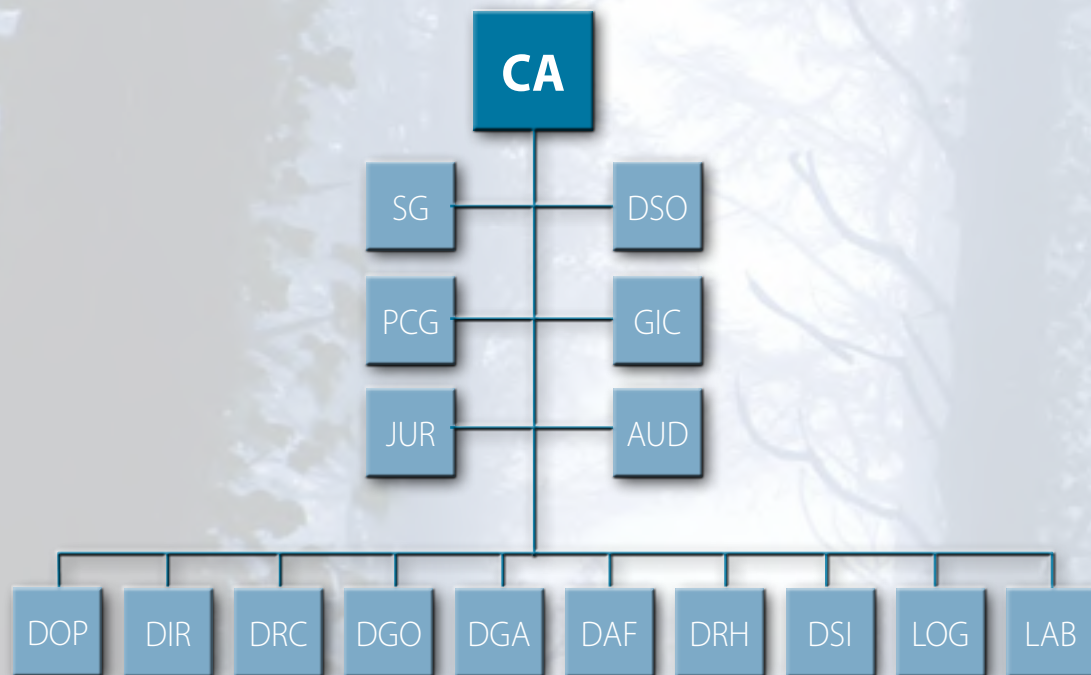 CA
SG DSO
PCG GIC
JUR AUD
DOP DIR DRC DGO DGA DAF DRH DSI LOG LAB